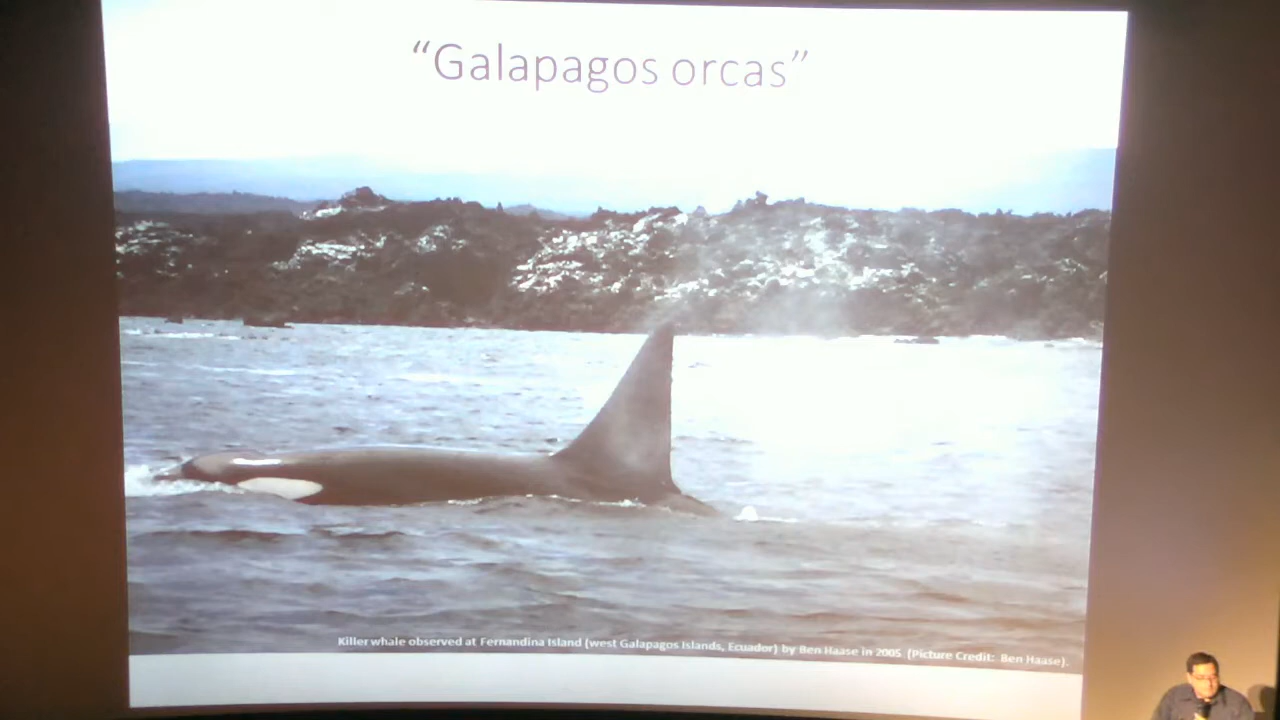 “Galapagos orcas”
Killer whale observed at Fernandina Island (west Galapagos Islands, Ecuador) by Ben Haase in 2005 (Picture Credit: Ben Haase).